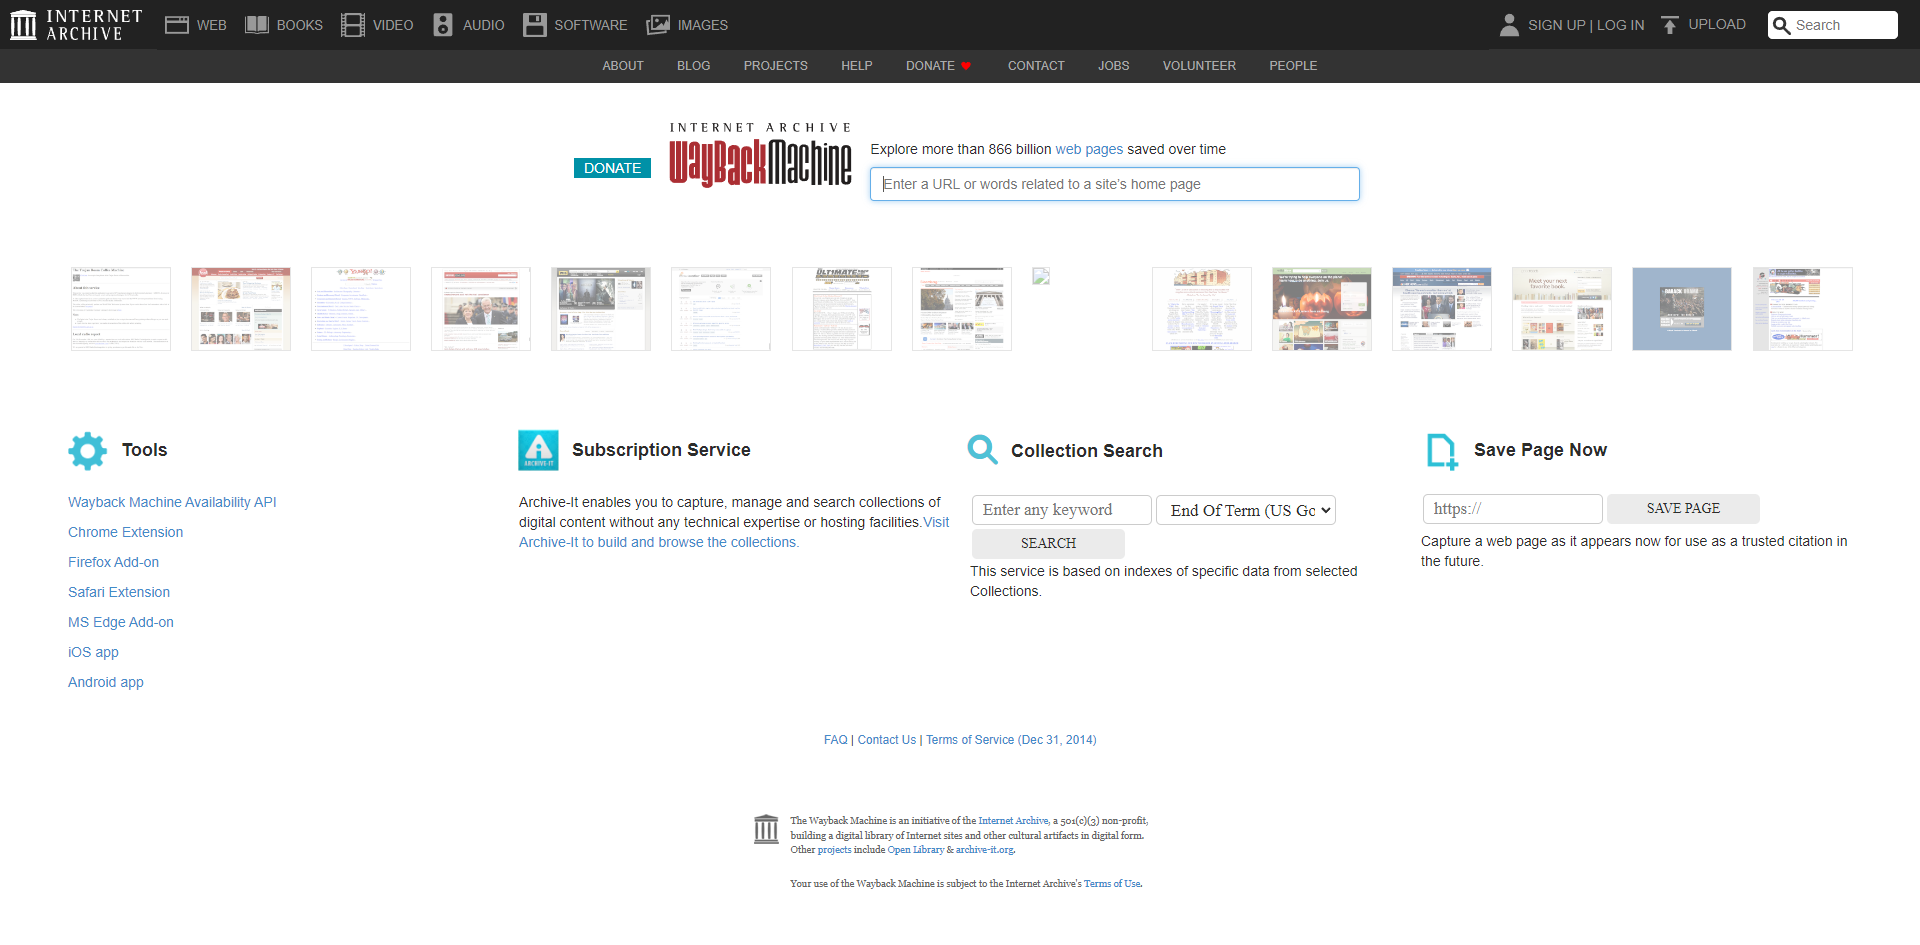 INTERNET ARCHIVE
WEB
BOOKS
VIDEO
AUDIO
SOFTWARE
IMAGES
SIGN UP | LOG IN
UPLOAD
Search
ABOUT
BLOG
PROJECTS
HELP
DONATE
CONTACT
JOBS
VOLUNTEER
PEOPLE
DONATE
INTERNET ARCHIVE
WayBackMachine
Explore more than 866 billion web pages saved over time
Enter a URL or words related to a site's home page
Tools
Wayback Machine Availability API
Chrome Extension
Firefox Add-on
Safari Extension
MS Edge Add-on
iOS app
Android app
ARCHIVE-IT
Subscription Service
Archive-It enables you to capture, manage and search collections of
digital content without any technical expertise or hosting facilities.Visit
Archive-It to build and browse the collections.
Collection Search
Enter any keyword
End Of Term (US Gc
SEARCH
This service is based on indexes of specific data from selected
Collections.
Save Page Now
https://
SAVE PAGE
Capture a web page as it appears now for use as a trusted citation in
the future.
FAQ | Contact Us | Terms of Service (Dec 31, 2014)
The Wayback Machine is an initiative of the Internet Archive, a 501(c)(3) non-profit,
building a digital library of Internet sites and other cultural artifacts in digital form.
Other projects include Open Library & archive-it.org.
Your use of the Wayback Machine is subject to the Internet Archive's Terms of Use.